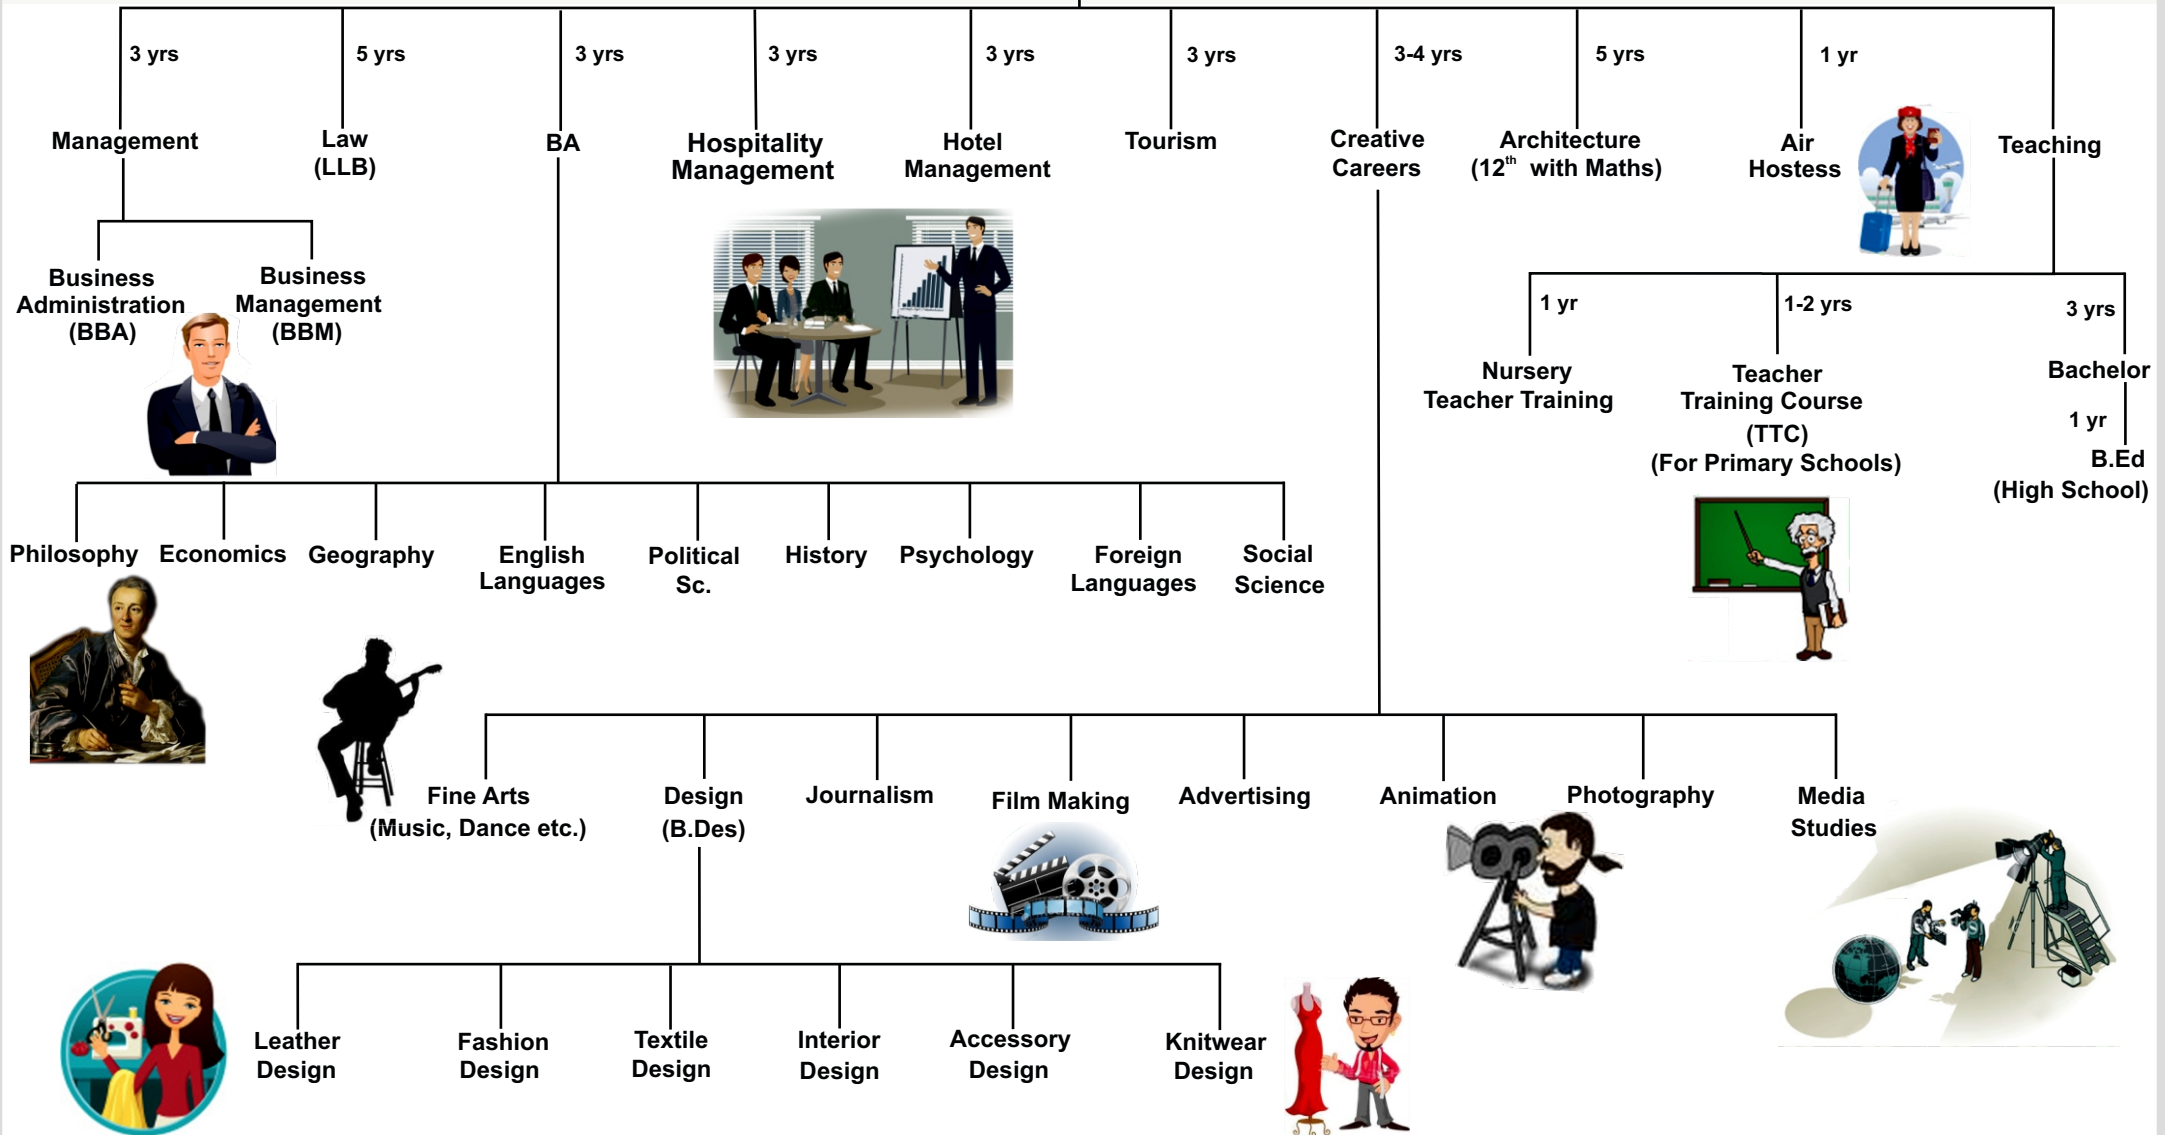 3 yrs
5 yrs
3 yrs
3 yrs
3 yrs
3 yrs
3-4 yrs
5 yrs
1 yr
Management
Law
(LLB)
BA
Hospitality
Management
Hotel
Management
Tourism
Creative
Careers
Architecture
(12th with Maths)
Air
Hostess
Teaching
Business
Administration
(BBA)
Business
Management
(BBM)
1 yr
1-2 yrs
3 yrs
Nursery
Teacher Training
Teacher
Training Course
(TTC)
(For Primary Schools)
Bachelor
1 yr
B.Ed
(High School)
Philosophy
Economics
Geography
English
Languages
Political
Sc.
History
Psychology
Foreign
Languages
Social
Science
Fine Arts
(Music, Dance etc.)
Design
(B.Des)
Journalism
Film Making
Advertising
Animation
Photography
Media
Studies
Leather
Design
Fashion
Design
Textile
Design
Interior
Design
Accessory
Design
Knitwear
Design